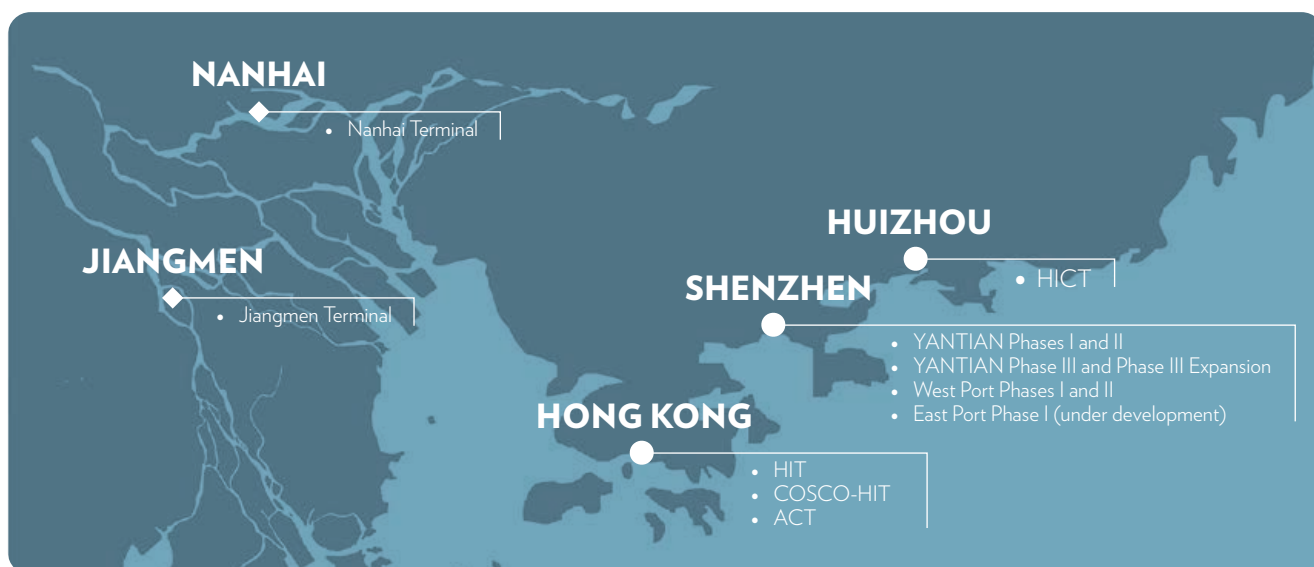 NANHAI
• Nanhai Terminal
JIANGMEN
• Jiangmen Terminal
HUIZHOU
• HICT
SHENZHEN
• YANTIAN Phases I and II
• YANTIAN Phase III and Phase III Expansion
• West Port Phases I and II
• East Port Phase I (under development)
HONG KONG
• HIT
• COSCO-HIT
• ACT